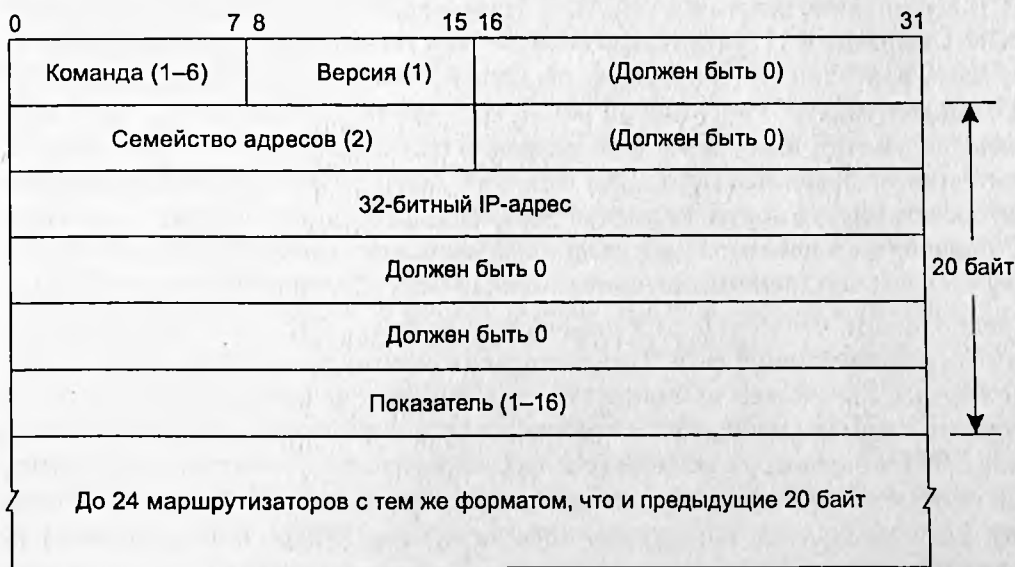 0 7 8 15 16 31
Команда (1–6) Версия (1) (Должен быть 0)
Семейство адресов (2) (Должен быть 0)
32-битный IP-адрес
Должен быть 0
20 байт
Должен быть 0
Показатель (1–16)
До 24 маршрутизаторов с тем же форматом, что и предыдущие 20 байт